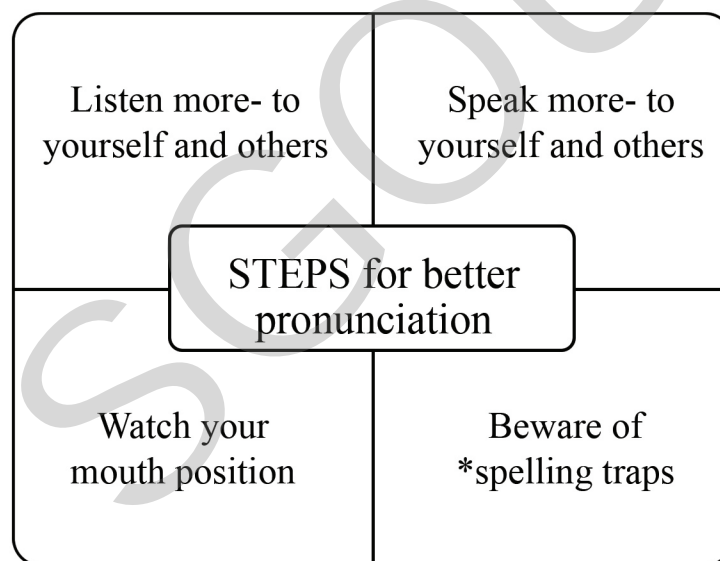 Listen more- to
yourself and others
Speak more- to
yourself and others
STEPS for better
pronunciation
Watch your
mouth position
Beware of
*spelling traps
SGOU